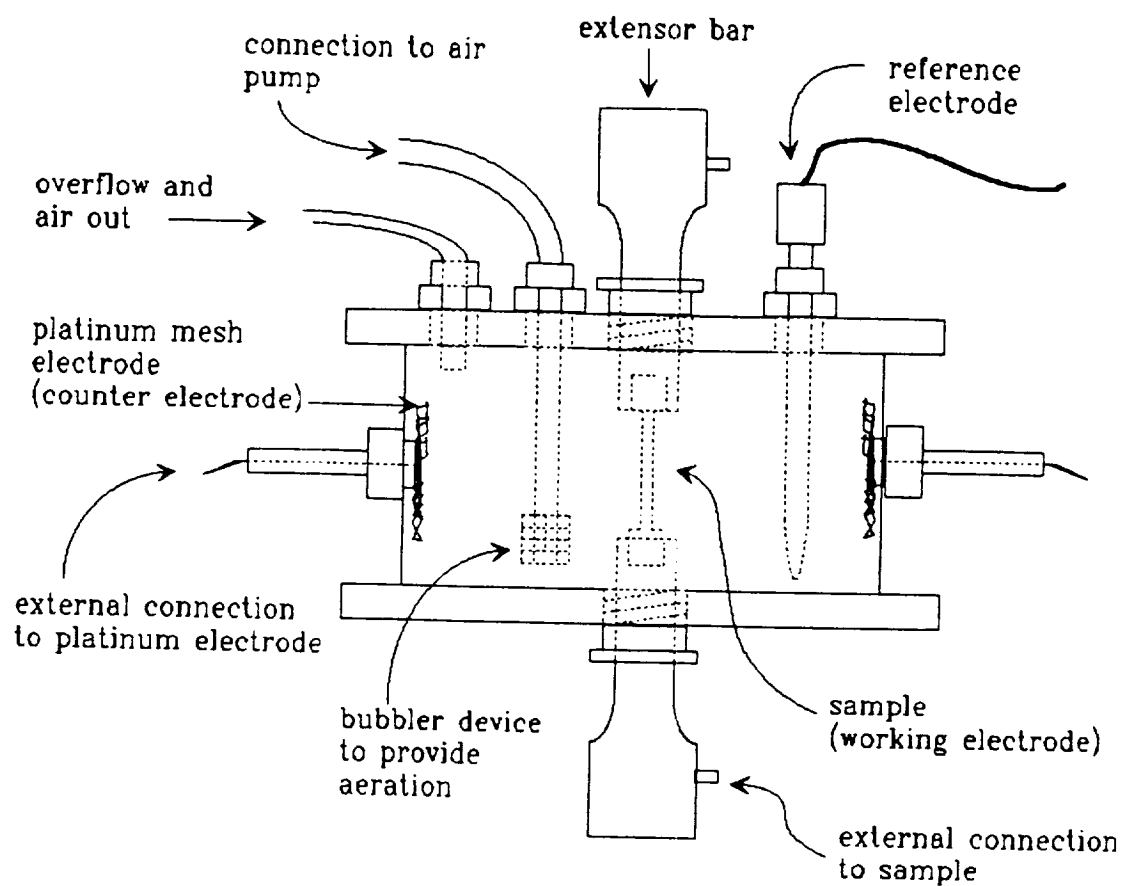 extensor bar
connection to air
pump
reference
electrode
overflow and
air out
platinum mesh
electrode
(counter electrode)
external connection
to platinum electrode
bubbler device
to provide
aeration
sample
(working electrode)
external connection
to sample